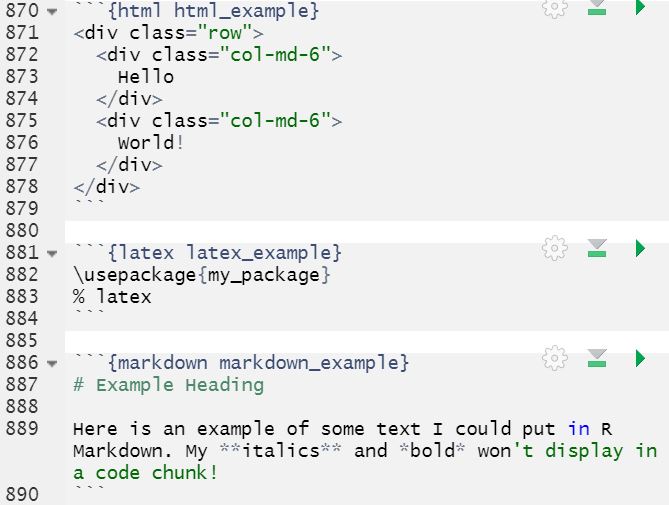 870 ```{html html_example}
871 <div class="row">
872   <div class="col-md-6">
873     Hello
874   </div>
875   <div class="col-md-6">
876     World!
877   </div>
878 </div>
879 ```
880
881 ```{latex latex_example}
882 \usepackage{my_package}
883 % latex
884 ```
885
886 ```{markdown markdown_example}
887 # Example Heading
888
889 Here is an example of some text I could put in R
Markdown. My **italics** and *bold* won't display in
a code chunk!
890 ```